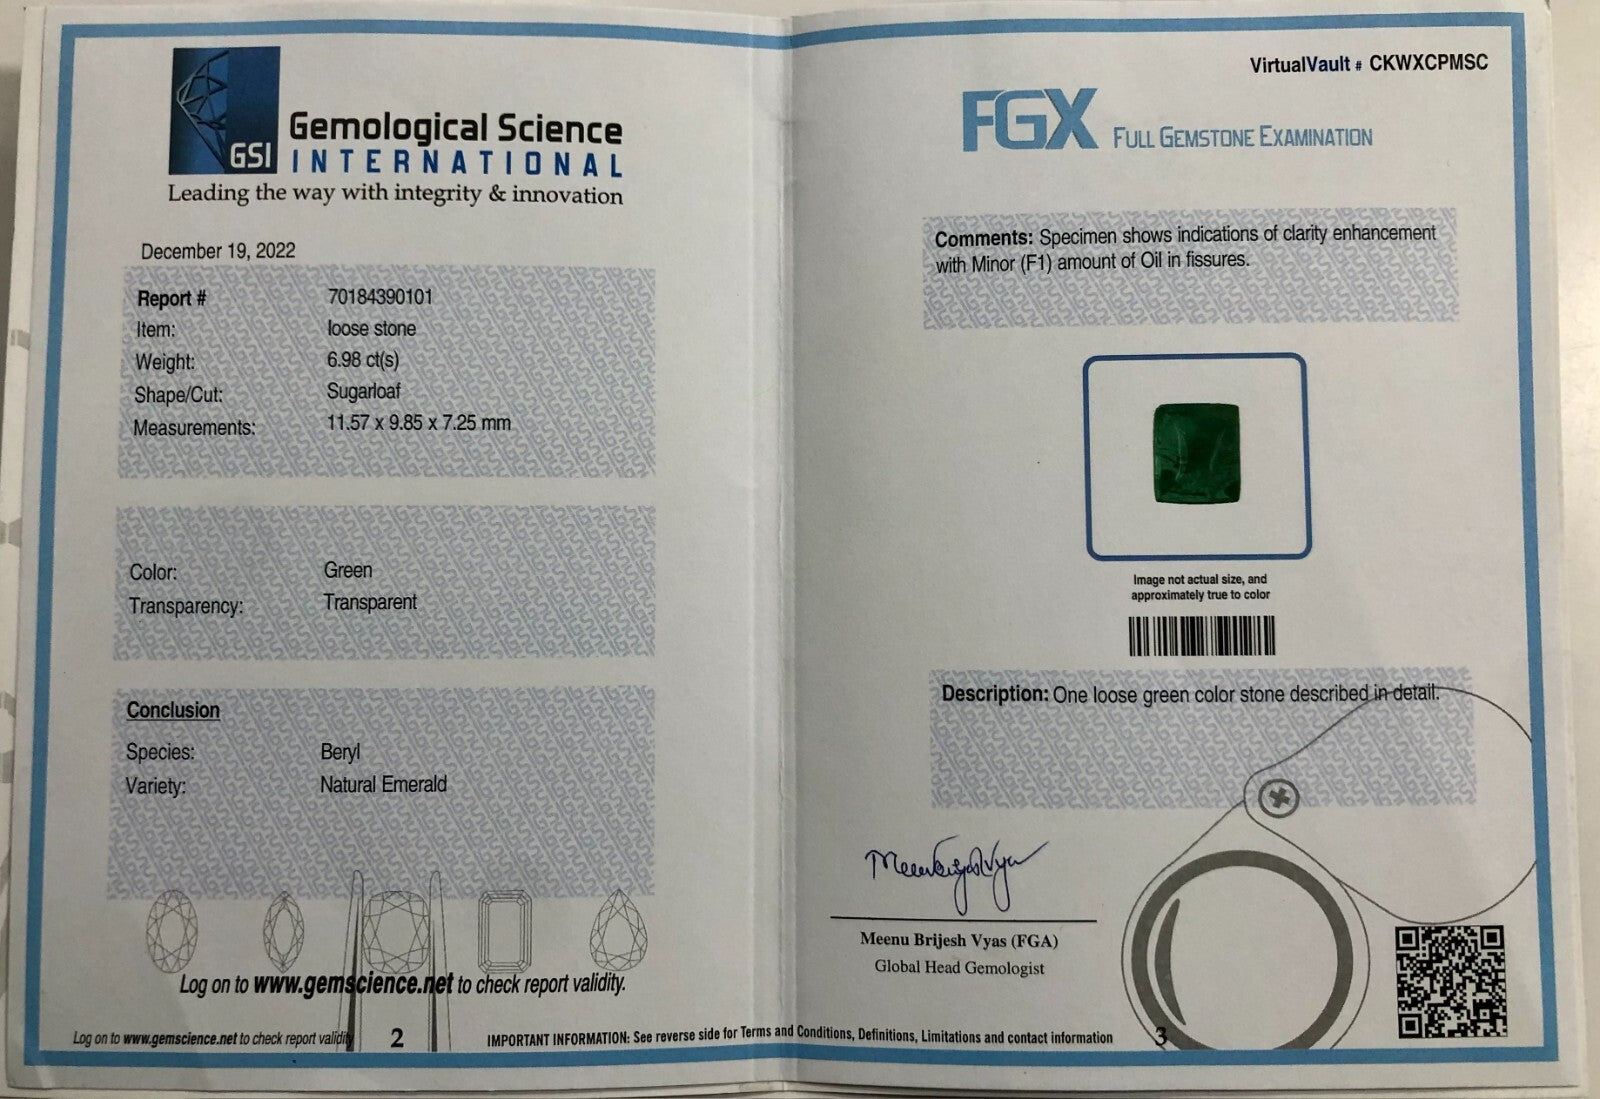 GSI
Gemological Science
INTERNATIONAL
Leading the way with integrity & innovation
December 19, 2022
Report # 70184390101
Item: loose stone
Weight: 6.98 ct(s)
Shape/Cut: Sugarloaf
Measurements: 11.57 x 9.85 x 7.25 mm
Color: Green
Transparency: Transparent
Conclusion
Species: Beryl
Variety: Natural Emerald
Log on to www.gemscience.net to check report validity.
Log on to www.gemscience.net to check report validity
2
VirtualVault # CKWXCPMSC
FGX FULL GEMSTONE EXAMINATION
Comments: Specimen shows indications of clarity enhancement
with Minor (F1) amount of Oil in fissures.
Image not actual size, and
approximately true to color
Description: One loose green color stone described in detail.
Meenu Brijesh Vyas (FGA)
Global Head Gemologist
IMPORTANT INFORMATION: See reverse side for Terms and Conditions, Definitions, Limitations and contact information
3